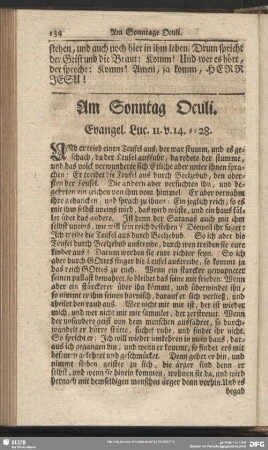 134 Am Sonntage Oculi.
stehen, und auch noch hier in ihm leben. Drum spricht
der Geist und die Braut: Komm! Und wer es hört,
der spreche: Komm! Amen, ja komm, HERR
JESU!
Am Sonntag Oculi.
Evangel. Luc. 11. v. 14. s. 28.
UNd er trieb einen Teufel aus, der war stumm, und es ge-
schach, da der Teufel ausfuhr, da redete der stumme,
und das volck verwunderte sich. Etliche aber unter ihnen spra-
chen: Er treibet die Teufel aus durch Beelzebub, den obers-
ten der Teufel. Die andern aber versuchten ihn, und be-
gehreten ein zeichen von ihm vom himmel. Er aber vernahm
ihre gedancken, und sprach zu ihnen: Ein jeglich reich, so es
mit ihm selbst uneins wird, das wird wüste, und ein haus fäl-
let über das andre. Ist denn der Satanas auch mit ihm
selbst uneins, wie will sein reich bestehen? Dieweil ihr saget:
Ich treibe die Teufel aus durch Beelzebub. So ich aber die
Teufel durch Beelzebub austreibe, durch wen treiben sie eure
kinder aus? Darum werden sie eure richter seyn. So ich
aber durch GOttes finger die Teufel austreibe, so kommt ja
das reich GOttes zu euch. Wenn ein starcker gewapneter
seinen pallast bewahret, so bleibet das seine mit frieden. Wenn
aber ein stärckerer über ihn kommt, und überwindet ihn,
so nimmt er ihm seinen harnisch, darauf er sich verließ, und
theilet den raub aus. Wer nicht mit mir ist, der ist wieder
mich, und wer nicht mit mir sammlet, der zerstreuet. Wenn
der unsaubere geist von dem menschen ausfähret, so durch-
wandelt er dürre stätte, suchet ruhe, und findet ihr nicht.
So spricht er: Ich will wieder umkehren in mein haus, dar-
aus ich gegangen bin, und wenn er kommt, so findet ers mit
besemen gekehret und geschmücket. Denn gehet er hin, und
nimmt sieben geister zu sich, die ärger sind denn er
selbst, und wenn sie hinein kommen, wohnen sie da, und wird
hernach mit demselbigen menschen ärger denn vorhin. Und es
begab
SLUB